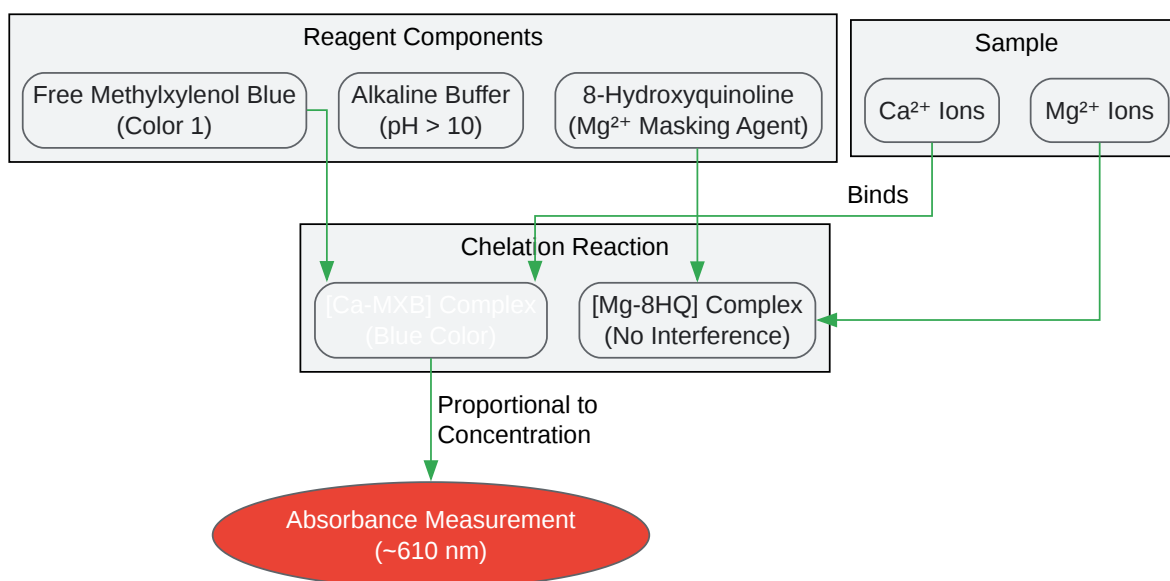 Reagent Components
Sample
Free Methylxylenol Blue
(Color 1)
Alkaline Buffer
(pH > 10)
8-Hydroxyquinoline
(Mg²⁺ Masking Agent)
Ca²⁺ Ions
Mg²⁺ Ions
Binds
Chelation Reaction
[Ca-MXB] Complex
(Blue Color)
[Mg-8HQ] Complex
(No Interference)
Proportional to
Concentration
Absorbance Measurement
(~610 nm)